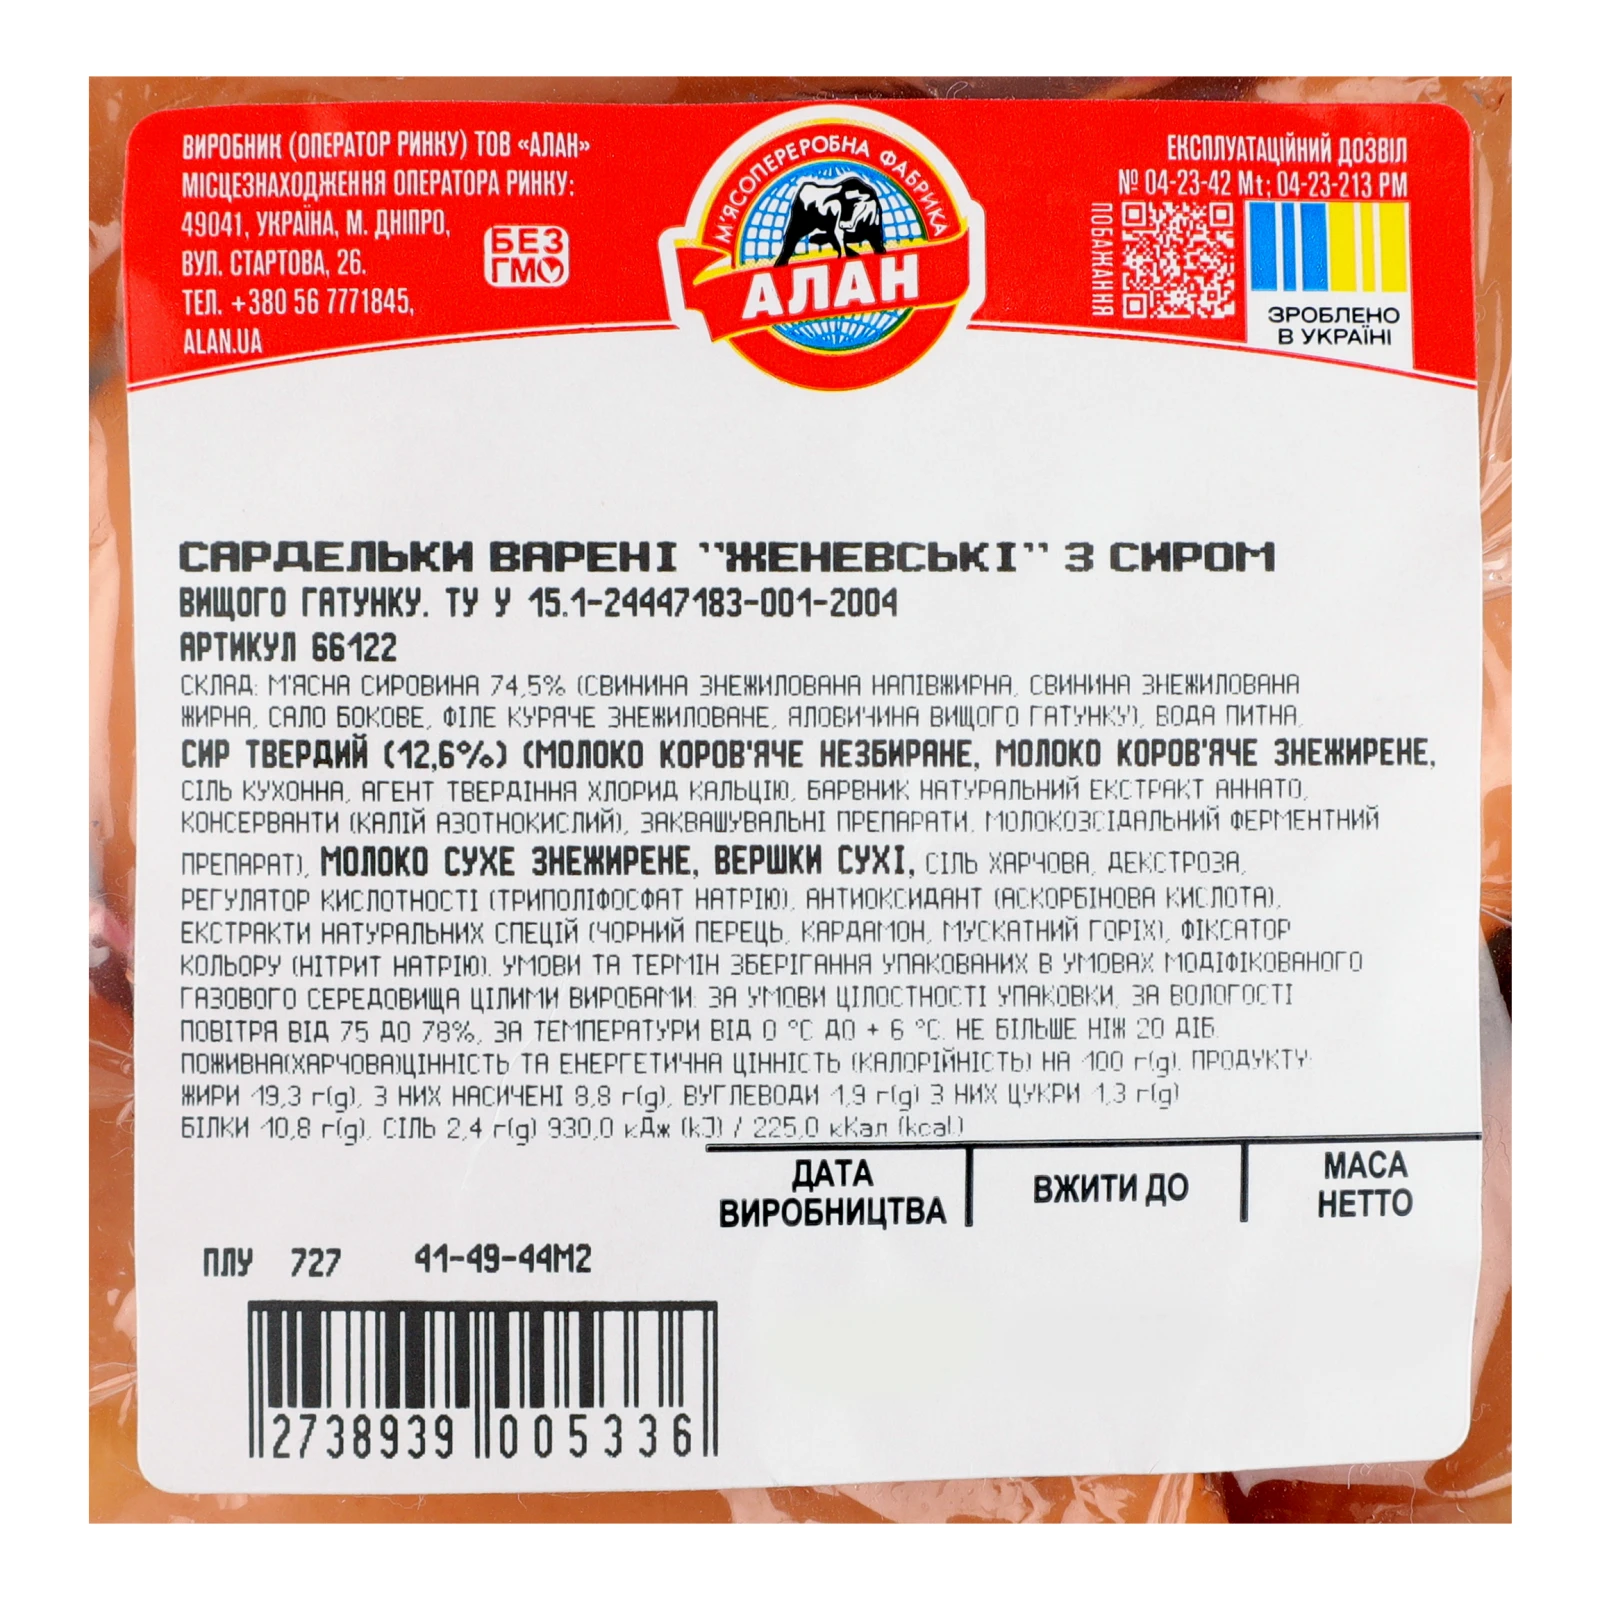 ВИРОБНИК (ОПЕРАТОР РИНКУ) ТОВ «АЛАН»
МІСЦЕЗНАХОДЖЕННЯ ОПЕРАТОРА РИНКУ:
49041, УКРАЇНА, М. ДНІПРО,
ВУЛ. СТАРТОВА, 26.
ТЕЛ. +380 56 7771845,
ALAN.UA
БЕЗ
ГМО
М'ЯСОПЕРЕРОБНА ФАБРИКА
АЛАН
ЕКСПЛУАТАЦІЙНИЙ ДОЗВІЛ
№ 04-23-42 Mt; 04-23-213 PM
ПОБАЖАННЯ
ЗРОБЛЕНО
В УКРАЇНІ
САРДЕЛЬКИ ВАРЕНІ "ЖЕНЕВСЬКІ" З СИРОМ
ВИЩОГО ГАТУНКУ. ТУ У 15.1-24447183-001-2004
АРТИКУЛ 66122
СКЛАД: М'ЯСНА СИРОВИНА 74,5% (СВИНИНА ЗНЕЖИЛОВАНА НАПІВЖИРНА, СВИНИНА ЗНЕЖИЛОВАНА
ЖИРНА, САЛО БОКОВЕ, ФІЛЕ КУРЯЧЕ ЗНЕЖИЛОВАНЕ, ЯЛОВИЧИНА ВИЩОГО ГАТУНКУ), ВОДА ПИТНА,
СИР ТВЕРДИЙ (12,6%) (МОЛОКО КОРОВ'ЯЧЕ НЕЗБИРАНЕ, МОЛОКО КОРОВ'ЯЧЕ ЗНЕЖИРЕНЕ,
СІЛЬ КУХОННА, АГЕНТ ТВЕРДІННЯ ХЛОРИД КАЛЬЦІЮ, БАРВНИК НАТУРАЛЬНИЙ ЕКСТРАКТ АННАТО,
КОНСЕРВАНТИ (КАЛІЙ АЗОТНОКИСЛИЙ), ЗАКВАШУВАЛЬНІ ПРЕПАРАТИ, МОЛОКОЗСІДАЛЬНИЙ ФЕРМЕНТНИЙ
ПРЕПАРАТ), МОЛОКО СУХЕ ЗНЕЖИРЕНЕ, ВЕРШКИ СУХІ, СІЛЬ ХАРЧОВА, ДЕКСТРОЗА,
РЕГУЛЯТОР КИСЛОТНОСТІ (ТРИПОЛІФОСФАТ НАТРІЮ), АНТИОКСИДАНТ (АСКОРБІНОВА КИСЛОТА),
ЕКСТРАКТИ НАТУРАЛЬНИХ СПЕЦІЙ (ЧОРНИЙ ПЕРЕЦЬ, КАРДАМОН, МУСКАТНИЙ ГОРІХ), ФІКСАТОР
КОЛЬОРУ (НІТРИТ НАТРІЮ). УМОВИ ТА ТЕРМІН ЗБЕРІГАННЯ УПАКОВАНИХ В УМОВАХ МОДІФІКОВАНОГО
ГАЗОВОГО СЕРЕДОВИЩА ЦІЛИМИ ВИРОБАМИ: ЗА УМОВИ ЦІЛОСТНОСТІ УПАКОВКИ, ЗА ВОЛОГОСТІ
ПОВІТРЯ ВІД 75 ДО 78%, ЗА ТЕМПЕРАТУРИ ВІД 0 °C ДО + 6 °C. НЕ БІЛЬШЕ НІЖ 20 ДІБ.
ПОЖИВНА(ХАРЧОВА)ЦІННІСТЬ ТА ЕНЕРГЕТИЧНА ЦІННІСТЬ (КАЛОРІЙНІСТЬ) НА 100 г(g). ПРОДУКТУ:
ЖИРИ 19,3 г(g), З НИХ НАСИЧЕНІ 8,8 г(g), ВУГЛЕВОДИ 1,9 г(g) З НИХ ЦУКРИ 1,3 г(g)
БІЛКИ 10,8 г(g), СІЛЬ 2,4 г(g) 930,0 кДж (kJ) / 225,0 кКал (kcal)
ДАТА
ВИРОБНИЦТВА
ВЖИТИ ДО
МАСА
НЕТТО
ПЛУ 727 41-49-44М2
2738939 005336